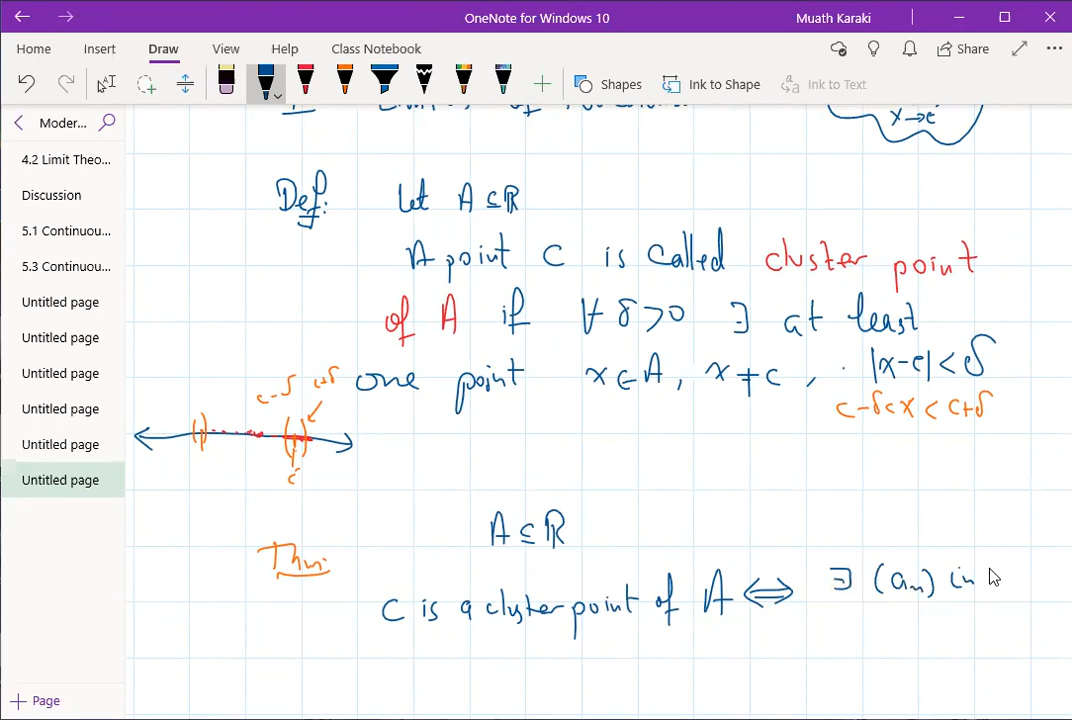 OneNote for Windows 10
Muath Karaki
Home Insert Draw View Help Class Notebook
Share
Shapes Ink to Shape Ink to Text
Moder...
4.2 Limit Theo...
Discussion
5.1 Continuou...
5.3 Continuou...
Untitled page
Untitled page
Untitled page
Untitled page
Untitled page
Untitled page
Page
of
x→c
Def: let A⊆ℝ
A point c is called cluster point
of A if ∀ δ>0 ∃ at least
one point x∈A, x≠c, |x-c|<δ
c-δ<x<c+δ
c-δ c+δ
c
A⊆ℝ
Thm:
c is a cluster point of A ⟺ ∃ (an) in